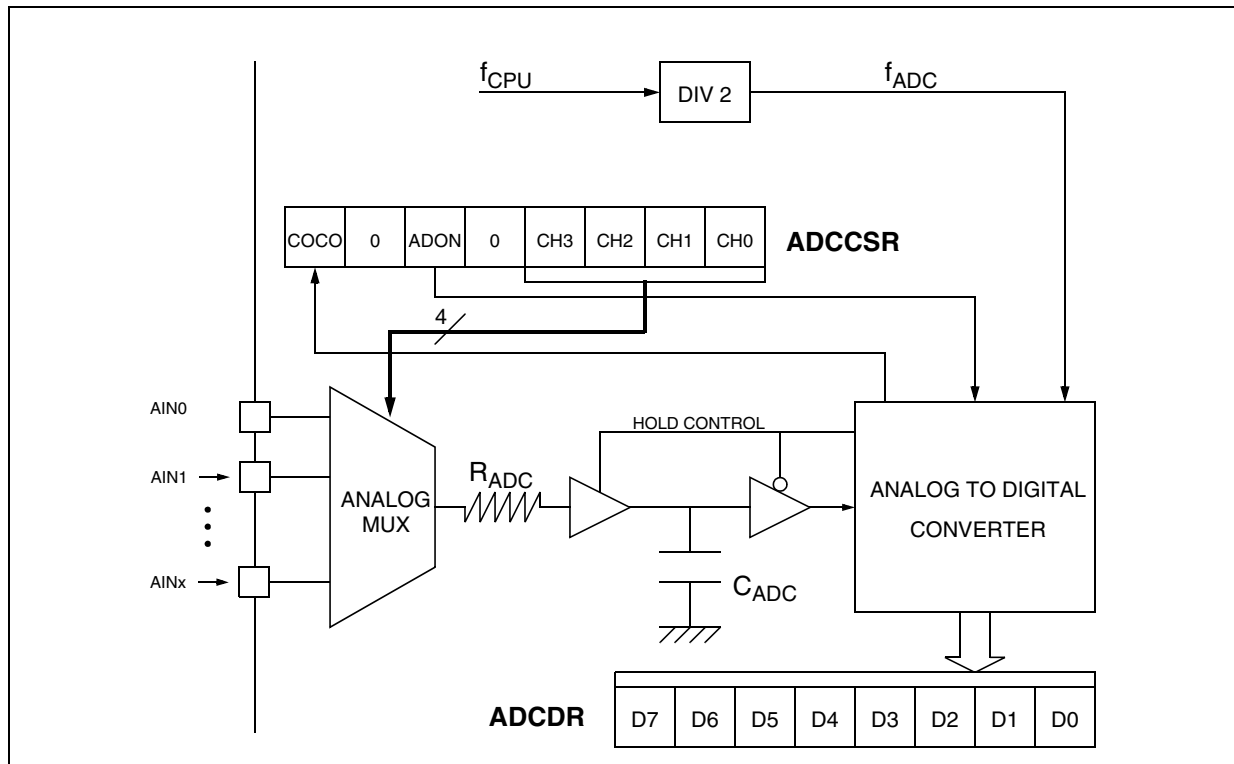 fCPU
DIV 2
fADC
COCO 0 ADON 0 CH3 CH2 CH1 CH0
ADCCSR
4
AIN0
AIN1
AINx
ANALOG
MUX
RADC
HOLD CONTROL
CADC
ANALOG TO DIGITAL
CONVERTER
ADCDR
D7 D6 D5 D4 D3 D2 D1 D0